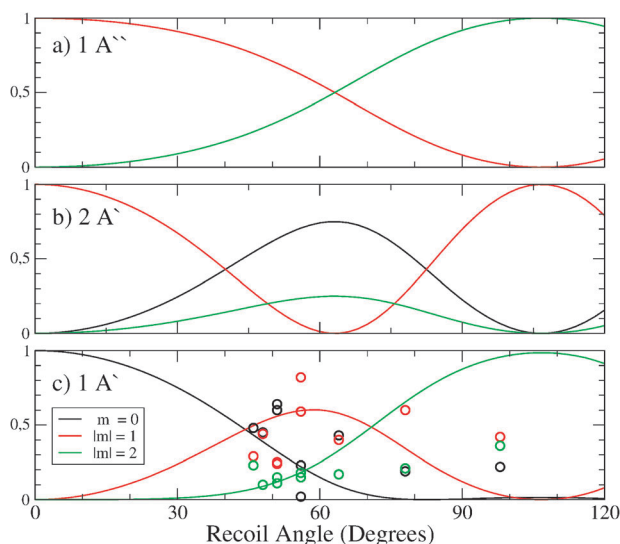 1
a) 1 A``
0,5
0
1
b) 2 A`
0,5
0
1
c) 1 A`
0,5
m = 0
|m| = 1
|m| = 2
0
0 30 60 90 120
Recoil Angle (Degrees)